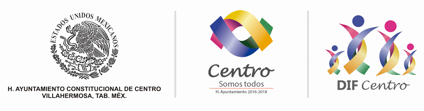 ESTADOS UNIDOS MEXICANOS
H. AYUNTAMIENTO CONSTITUCIONAL DE CENTRO
VILLAHERMOSA, TAB. MÉX.
Centro
Somos todos
H. Ayuntamiento 2016-2018
DIF Centro